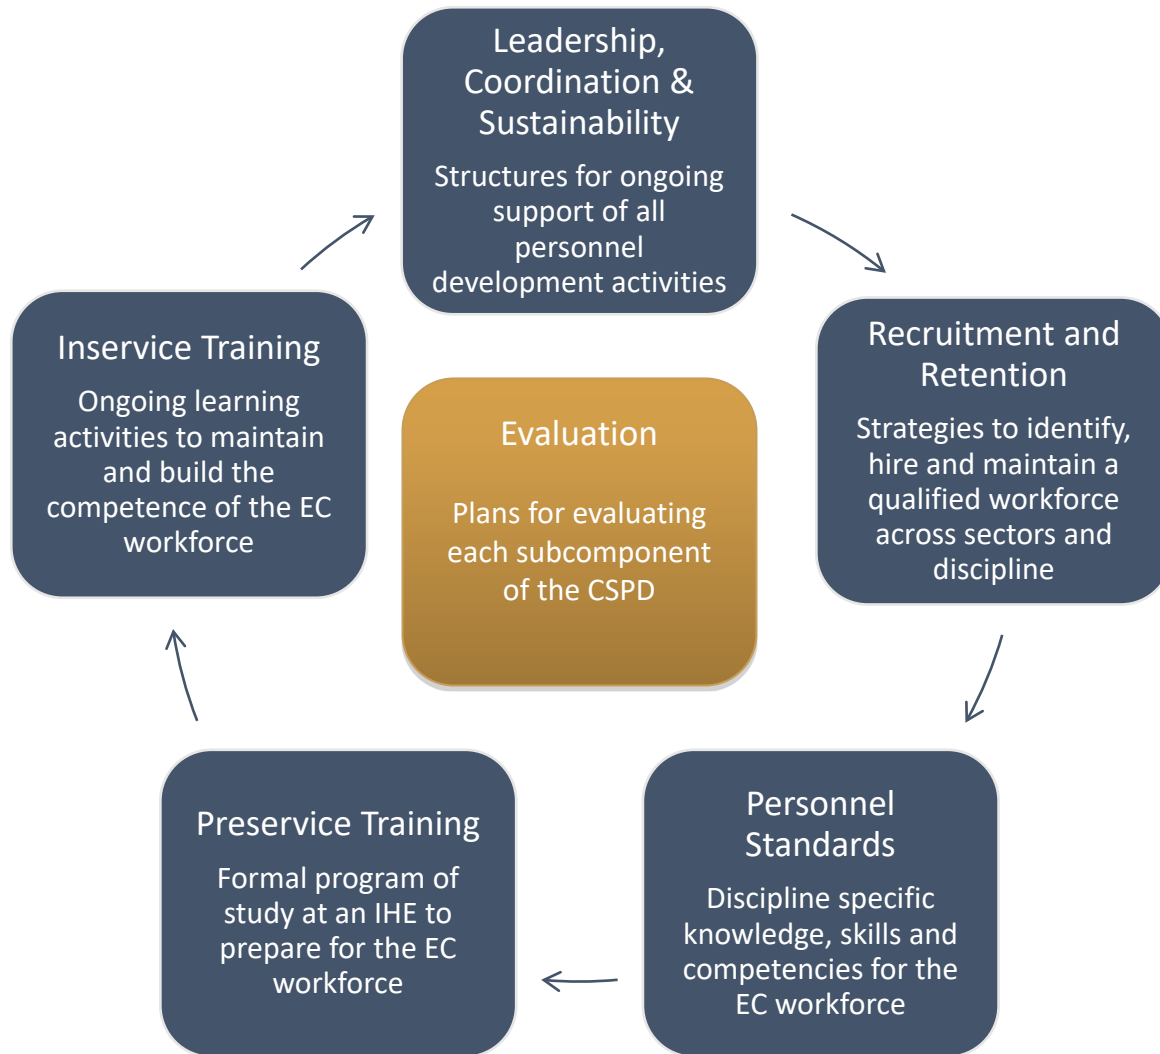 Leadership,
Coordination &
Sustainability
Structures for ongoing
support of all
personnel
development activities
Recruitment and
Retention
Strategies to identify,
hire and maintain a
qualified workforce
across sectors and
discipline
Personnel
Standards
Discipline specific
knowledge, skills and
competencies for the
EC workforce
Preservice Training
Formal program of
study at an IHE to
prepare for the EC
workforce
Inservice Training
Ongoing learning
activities to maintain
and build the
competence of the EC
workforce
Evaluation
Plans for evaluating
each subcomponent
of the CSPD